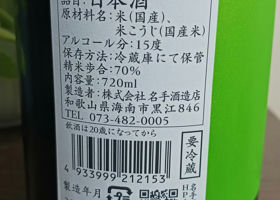 品目：日本酒
原材料名：米（国産）、
米こうじ（国産米）
アルコール分：15度
保存方法：冷蔵庫にて保管
精米歩合：70％
内容量：720ml
製造者：株式会社名手酒造店
和歌山県海南市黒江846
TEL 073-482-0005
飲酒は20歳になってから
要冷蔵
4 933999 212153
製造年月